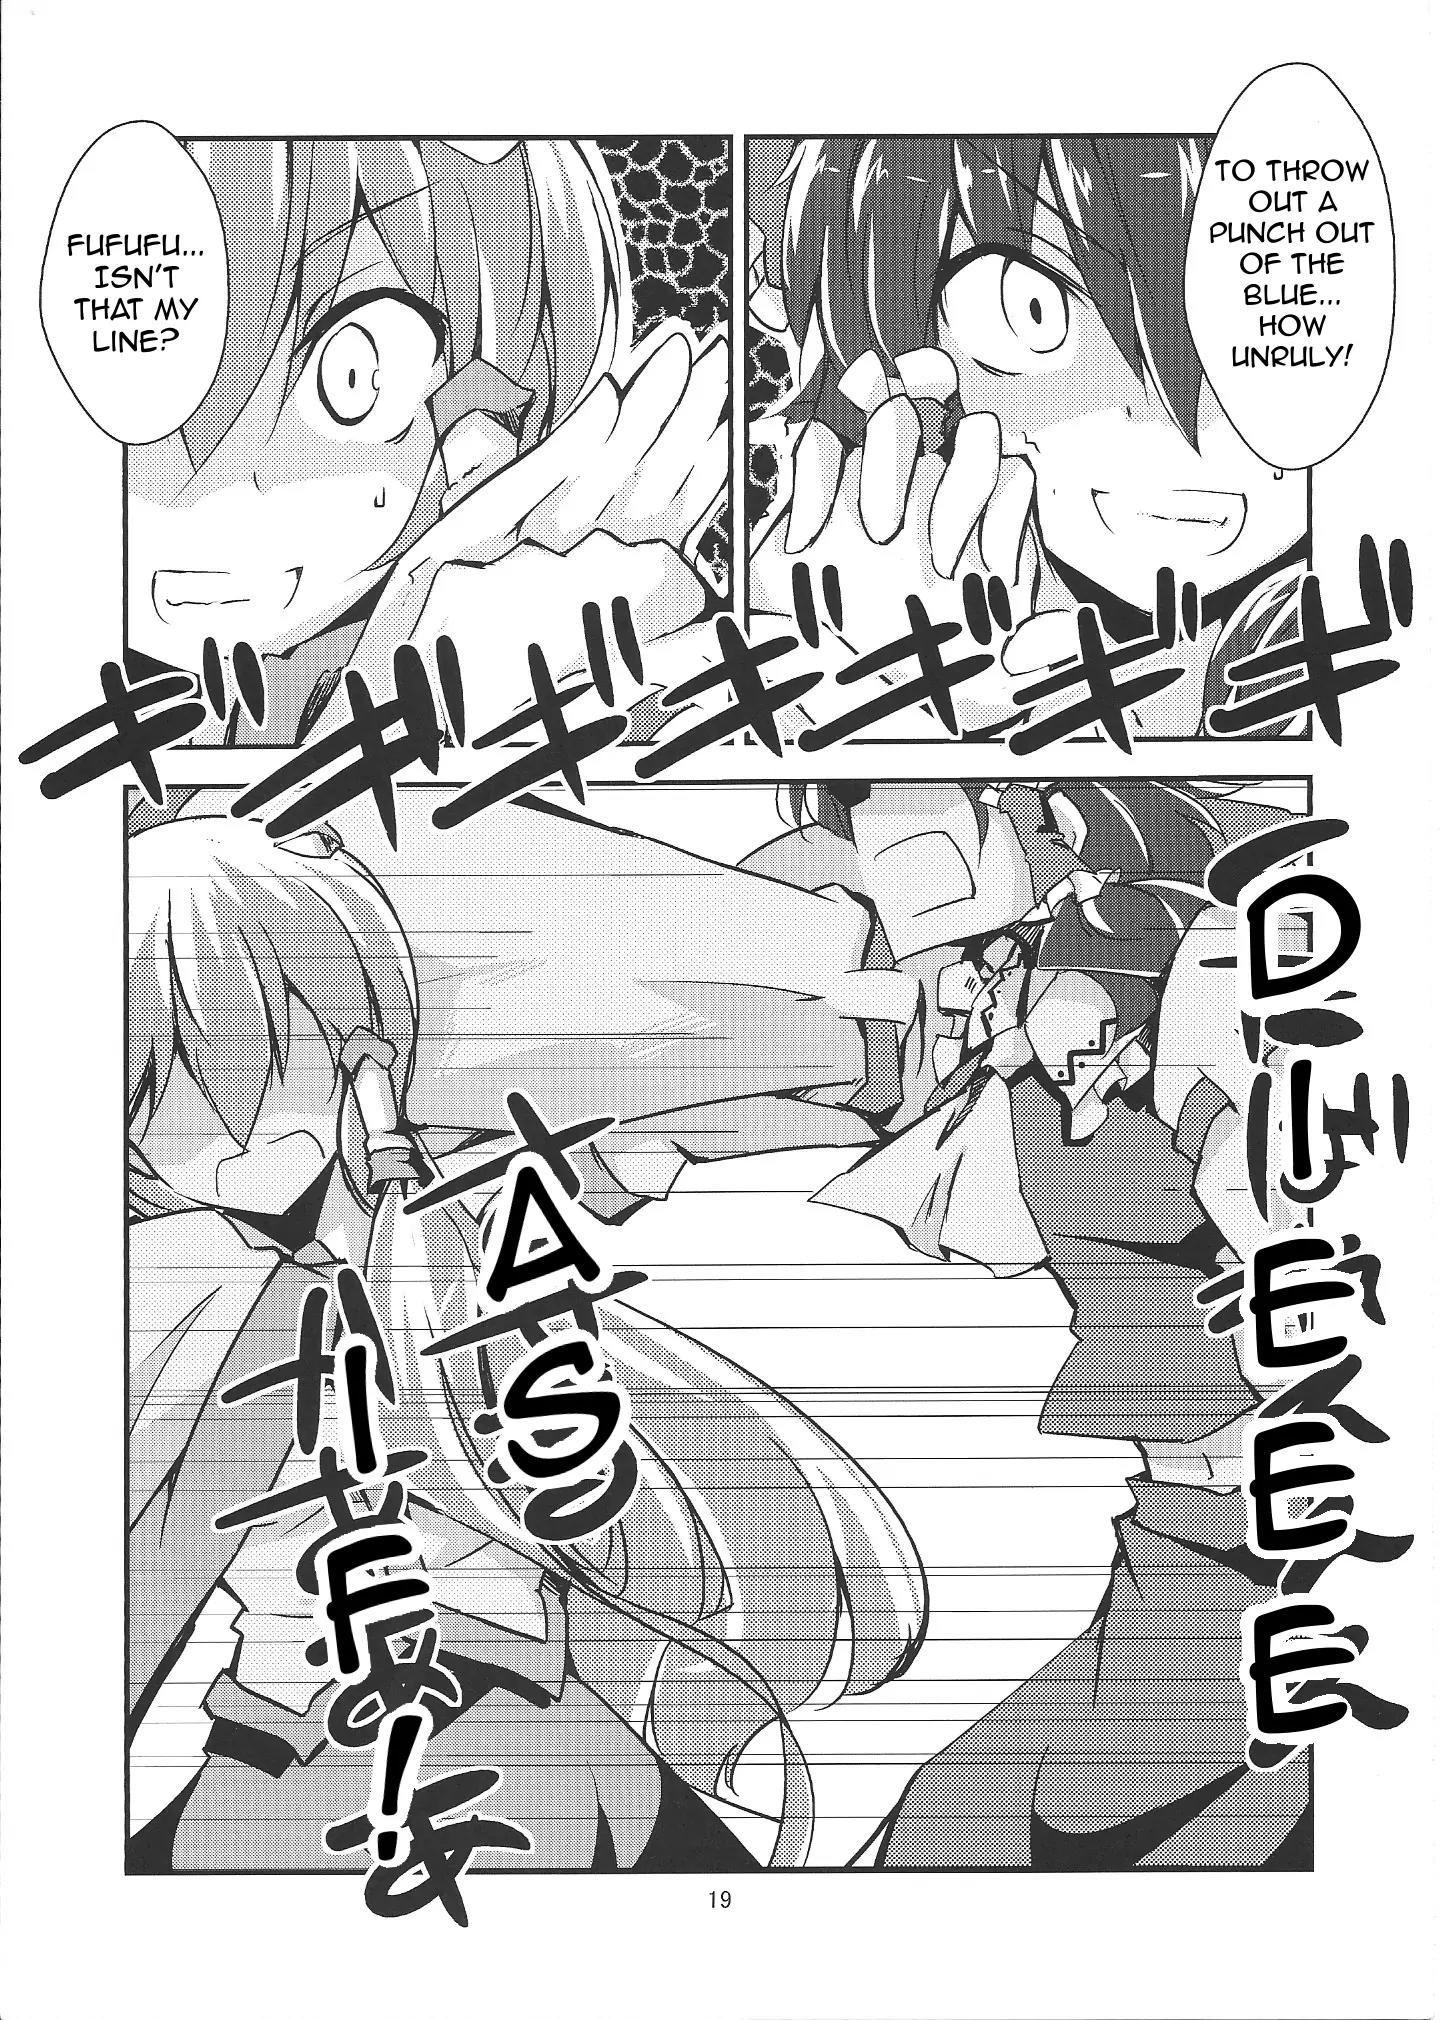 TO THROW
OUT A
PUNCH OUT
OF THE
BLUE...
HOW
UNRULY!
FUFUFU...
ISN'T
THAT MY
LINE?
ギギギギギギギ
DIEEEE
AS
IF!
19